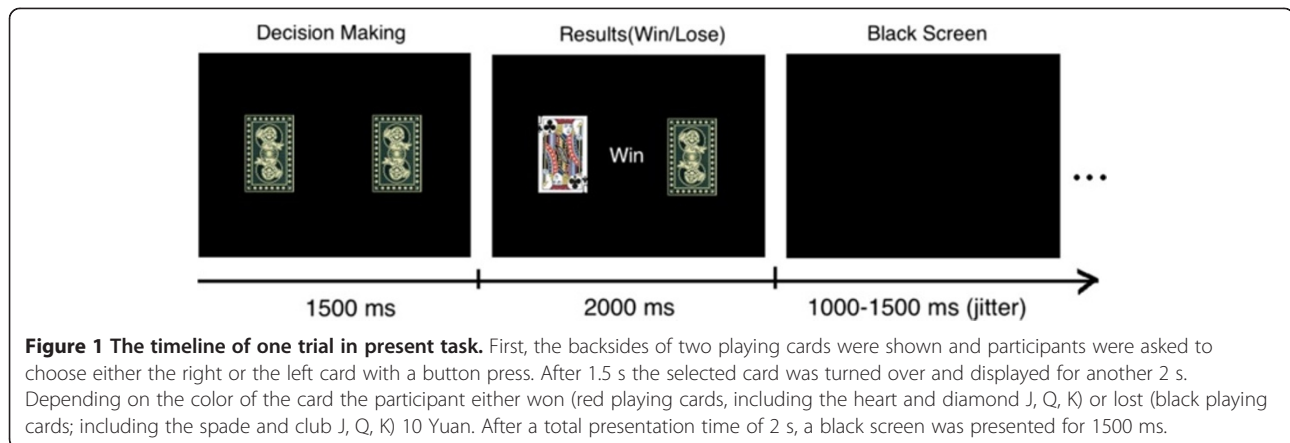 Decision Making
Results(Win/Lose)
Black Screen
Win
...
1500 ms
2000 ms
1000-1500 ms (jitter)
Figure 1 The timeline of one trial in present task. First, the backsides of two playing cards were shown and participants were asked to
choose either the right or the left card with a button press. After 1.5 s the selected card was turned over and displayed for another 2 s.
Depending on the color of the card the participant either won (red playing cards, including the heart and diamond J, Q, K) or lost (black playing
cards; including the spade and club J, Q, K) 10 Yuan. After a total presentation time of 2 s, a black screen was presented for 1500 ms.